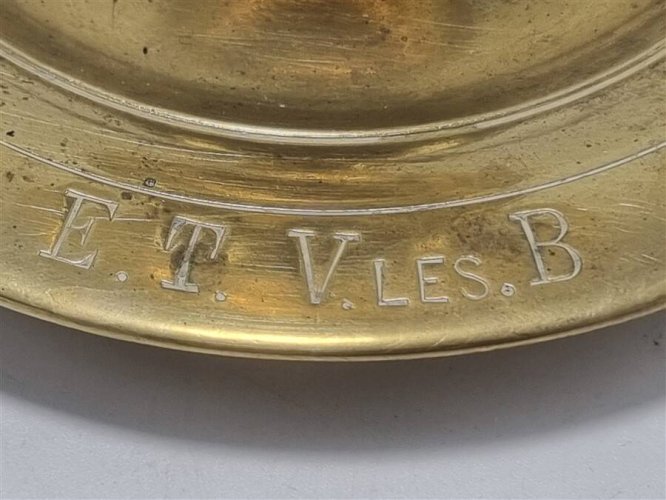 E. T. V. LES. B